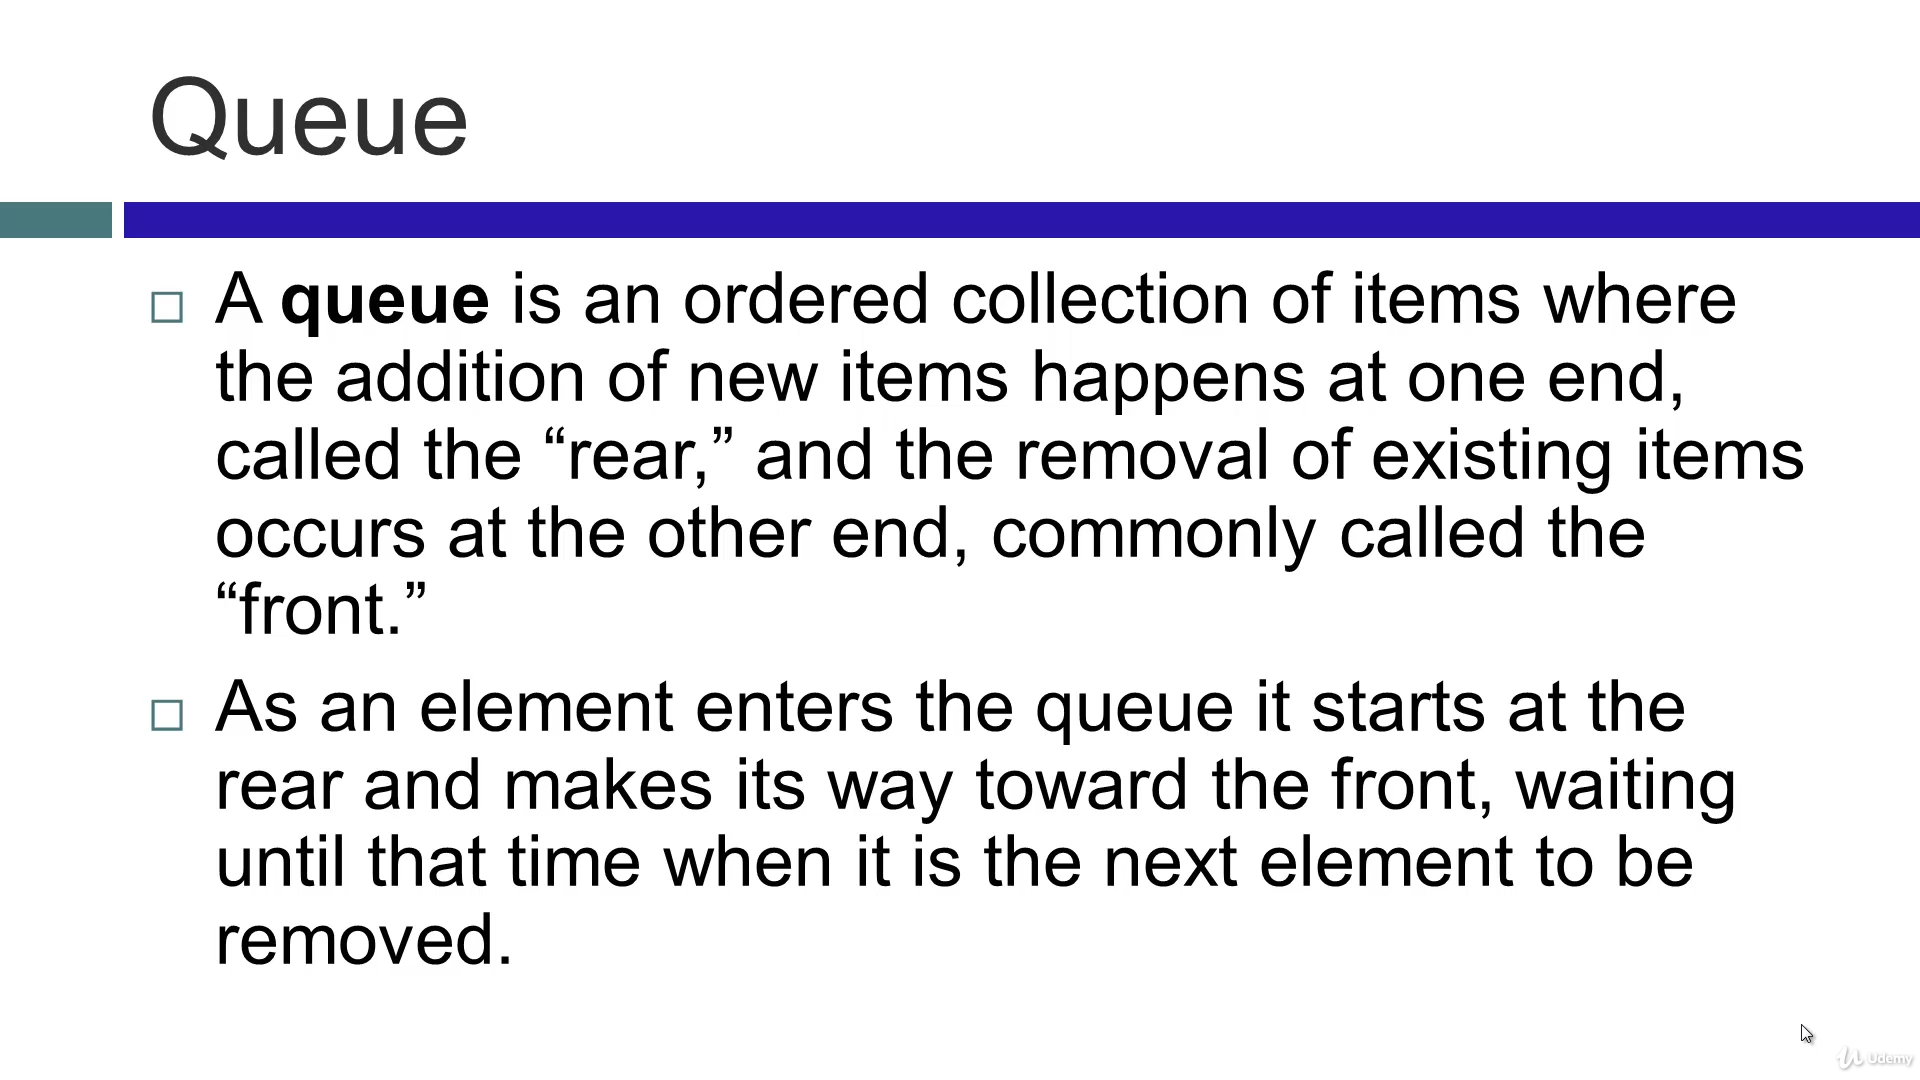 Queue
A queue is an ordered collection of items where
the addition of new items happens at one end,
called the “rear,” and the removal of existing items
occurs at the other end, commonly called the
“front.”
As an element enters the queue it starts at the
rear and makes its way toward the front, waiting
until that time when it is the next element to be
removed.
Udemy